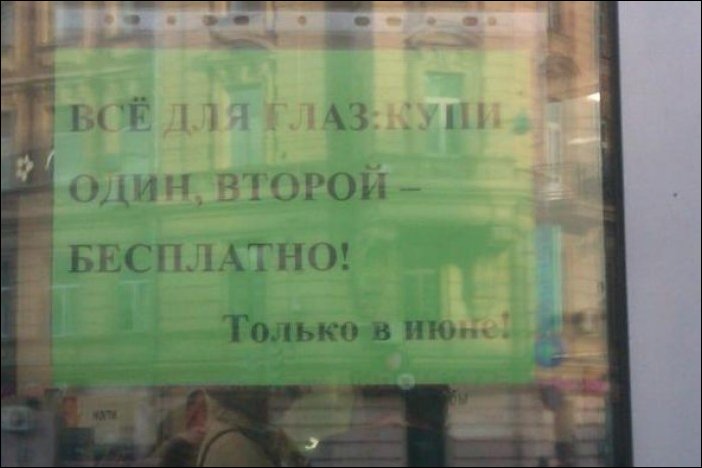 ВСЁ ДЛЯ ГЛАЗ:КУПИ
ОДИН, ВТОРОЙ –
БЕСПЛАТНО!
Только в июне!